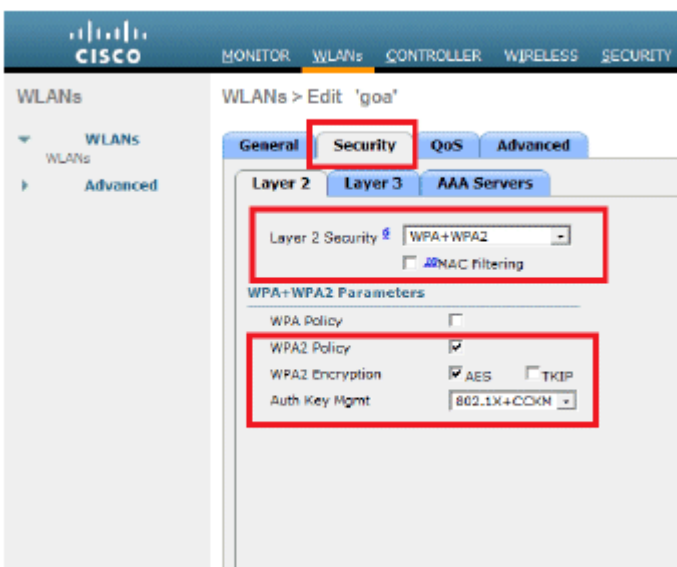 CISCO
MONITOR WLANs CONTROLLER WIRELESS SECURITY
WLANs
WLANs
WLANs
Advanced
WLANs > Edit 'goa'
General Security QoS Advanced
Layer 2 Layer 3 AAA Servers
Layer 2 Security 6 WPA+WPA2
MAC Filtering
WPA+WPA2 Parameters
WPA Policy
WPA2 Policy
WPA2 Encryption AES TKIP
Auth Key Mgmt 802.1X+CCKM